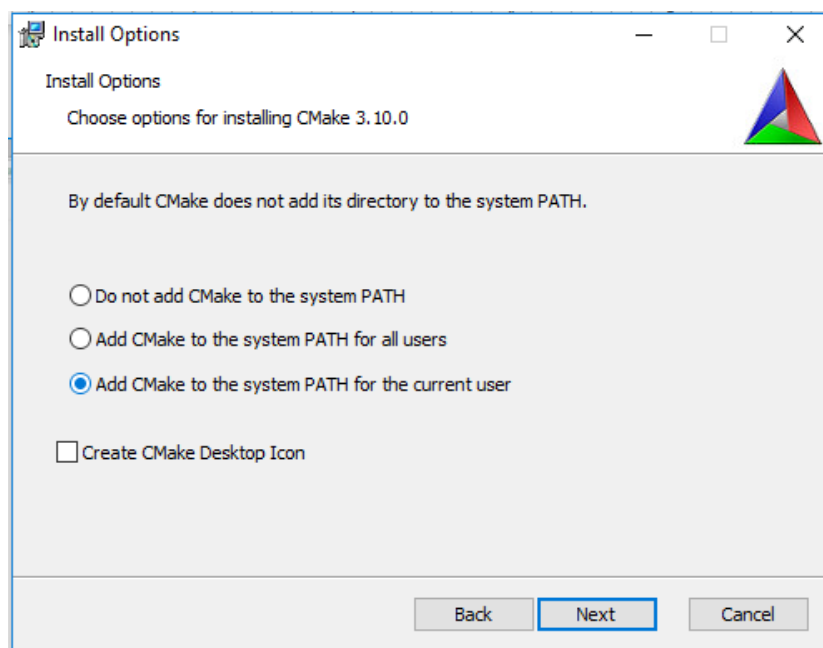 Install Options
Install Options
Choose options for installing CMake 3.10.0
By default CMake does not add its directory to the system PATH.
Do not add CMake to the system PATH
Add CMake to the system PATH for all users
Add CMake to the system PATH for the current user
Create CMake Desktop Icon
Back Next Cancel